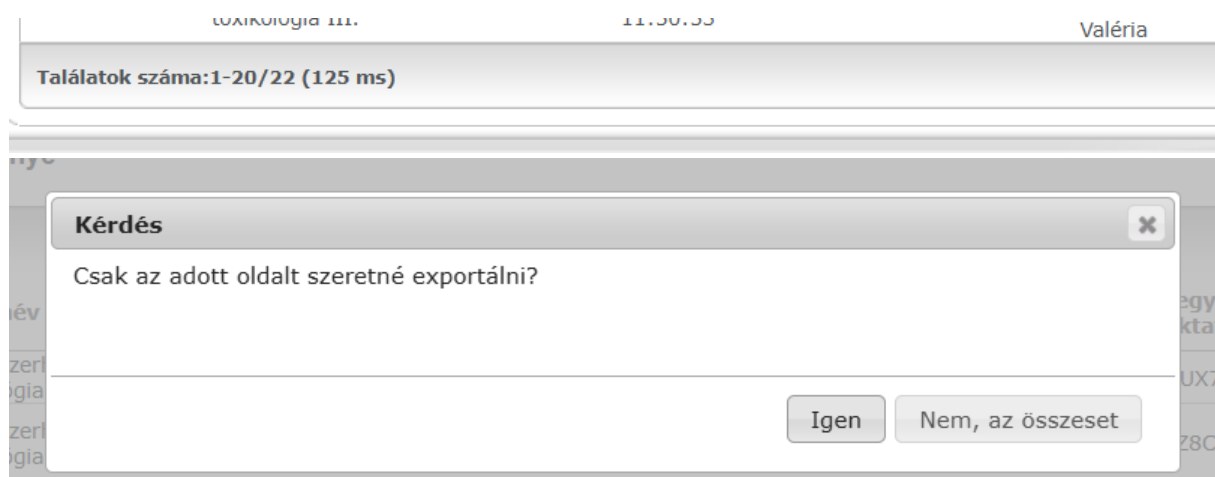 toxikológia III. 11:30:33
Valéria
Találatok száma:1-20/22 (125 ms)
Kérdés
Csak az adott oldalt szeretné exportálni?
név
Igen Nem, az összeset